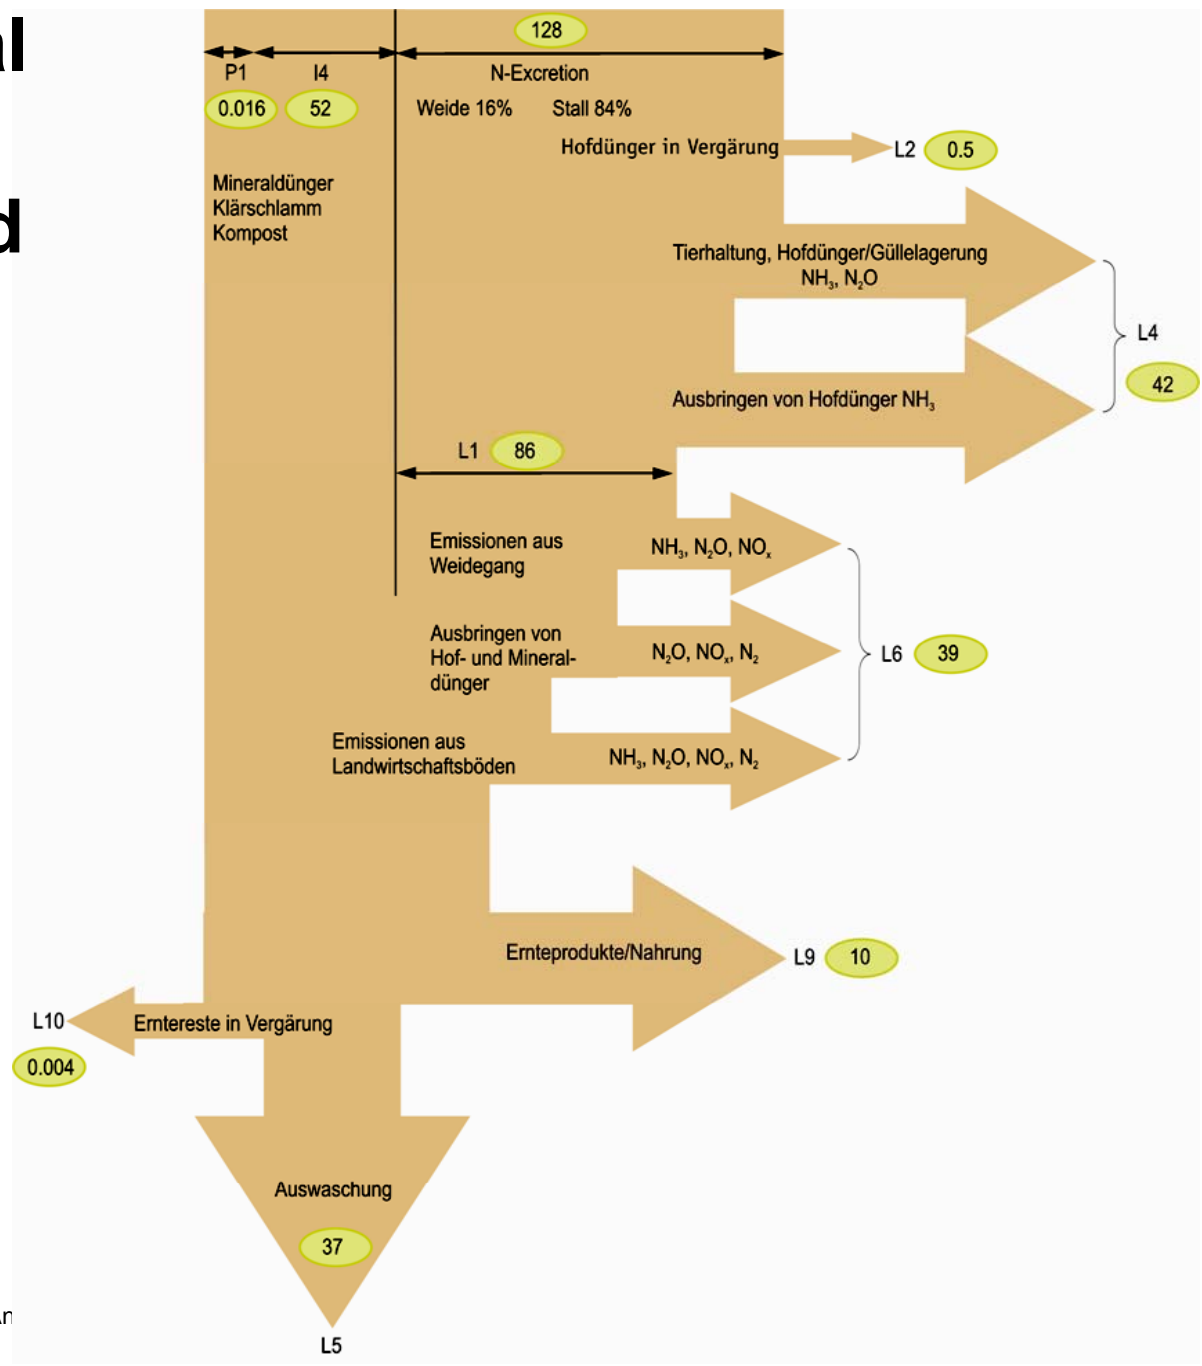 al
d
128
P1
I4
N-Excretion
0.016
52
Weide 16%
Stall 84%
Hofdünger in Vergärung
L2
0.5
Mineraldünger
Klärschlamm
Kompost
Tierhaltung, Hofdünger/Güllelagerung
NH₃, N₂O
L4
42
Ausbringen von Hofdünger NH₃
L1
86
Emissionen aus
Weidegang
NH₃, N₂O, NOₓ
Ausbringen von
Hof- und Mineral-
dünger
N₂O, NOₓ, N₂
L6
39
Emissionen aus
Landwirtschaftsböden
NH₃, N₂O, NOₓ, N₂
Ernteprodukte/Nahrung
L9
10
L10
Erntereste in Vergärung
0.004
Auswaschung
37
L5